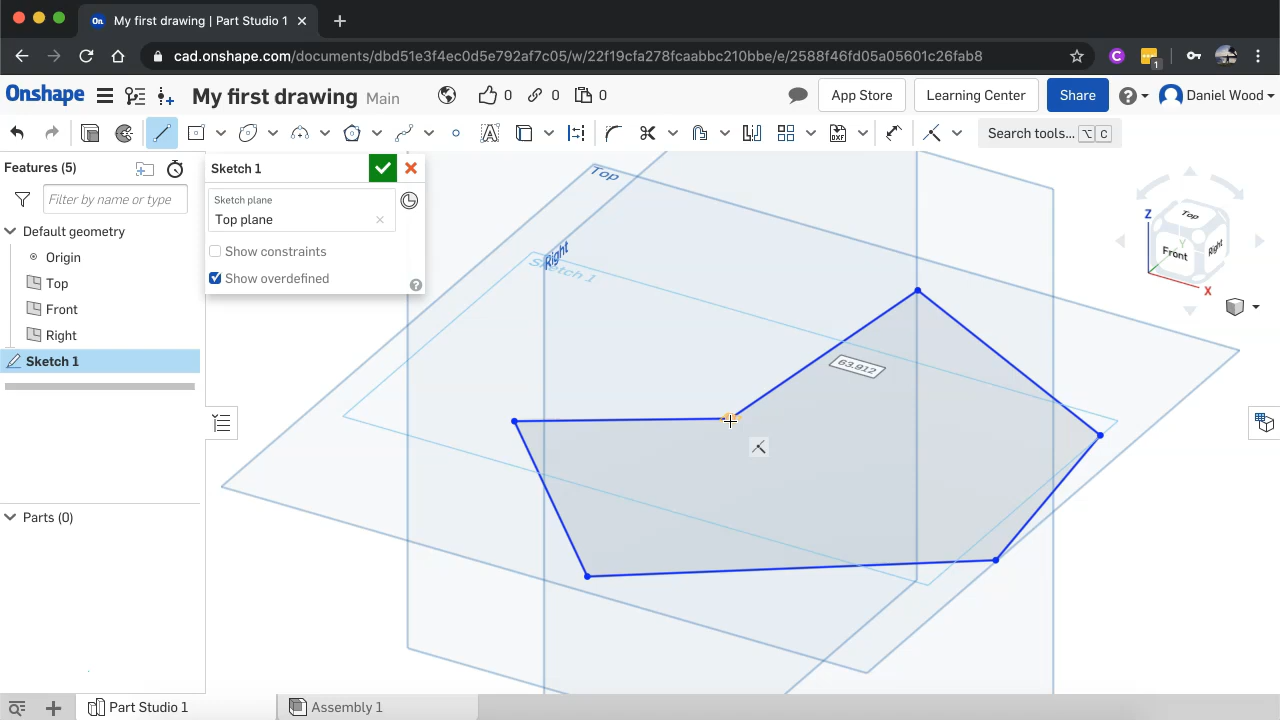 On My first drawing | Part Studio 1
cad.onshape.com/documents/dbd51e3f4ec0d5e792af7c05/w/22f19cfa278fcaabbc210bbe/e/2588f46fd05a05601c26fab8
C 1
Onshape My first drawing Main 0 0 0 App Store Learning Center Share Daniel Wood
Search tools... ⌥ C
Features (5)
Filter by name or type
Default geometry
Origin
Top
Front
Right
Sketch 1
Parts (0)
Sketch 1
Sketch plane
Top plane
Show constraints
Show overdefined
Top
Right
Sketch 1
63.912
Z
Top
Y
Front
Right
X
Part Studio 1
Assembly 1